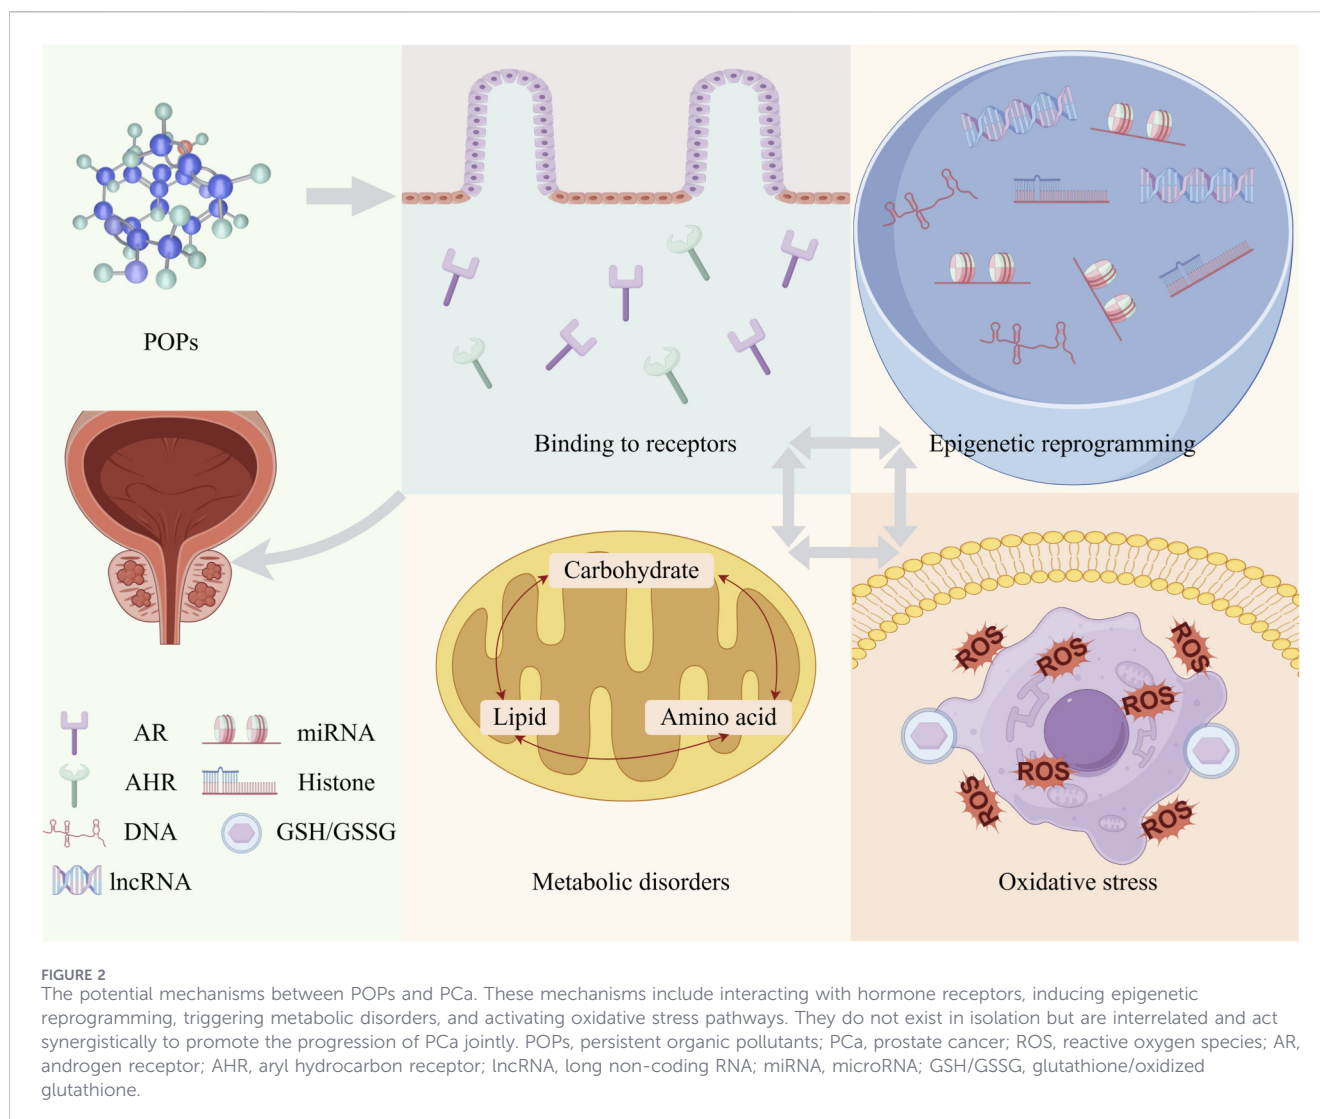 POPs
Binding to receptors
Epigenetic reprogramming
Carbohydrate
Lipid
Amino acid
Metabolic disorders
ROS
ROS
ROS
ROS
ROS
ROS
ROS
Oxidative stress
AR
miRNA
AHR
Histone
DNA
GSH/GSSG
lncRNA
FIGURE 2
The potential mechanisms between POPs and PCa. These mechanisms include interacting with hormone receptors, inducing epigenetic
reprogramming, triggering metabolic disorders, and activating oxidative stress pathways. They do not exist in isolation but are interrelated and act
synergistically to promote the progression of PCa jointly. POPs, persistent organic pollutants; PCa, prostate cancer; ROS, reactive oxygen species; AR,
androgen receptor; AHR, aryl hydrocarbon receptor; lncRNA, long non-coding RNA; miRNA, microRNA; GSH/GSSG, glutathione/oxidized
glutathione.